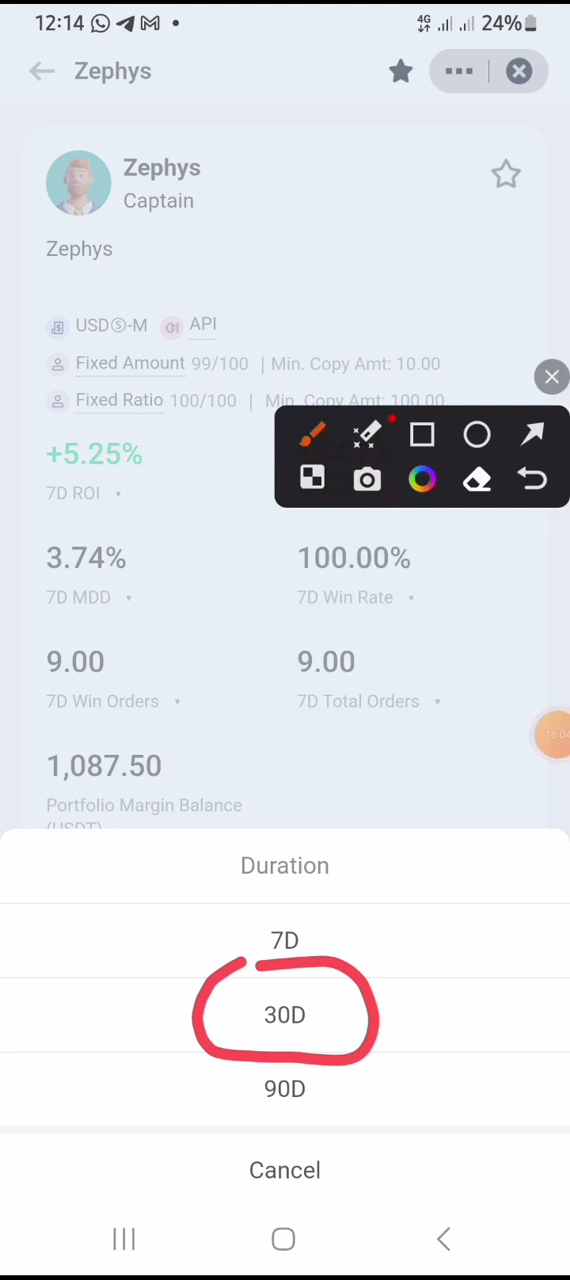 12:14 4G 24%
Zephys
Zephys
Captain
Zephys
USDⓈ-M API
Fixed Amount 99/100 | Min. Copy Amt: 10.00
Fixed Ratio 100/100 | Min. Copy Amt: 100.00
+5.25%
7D ROI
3.74% 100.00%
7D MDD 7D Win Rate
9.00 9.00
7D Win Orders 7D Total Orders
16:04
1,087.50
Portfolio Margin Balance
(USDT)
Duration
7D
30D
90D
Cancel